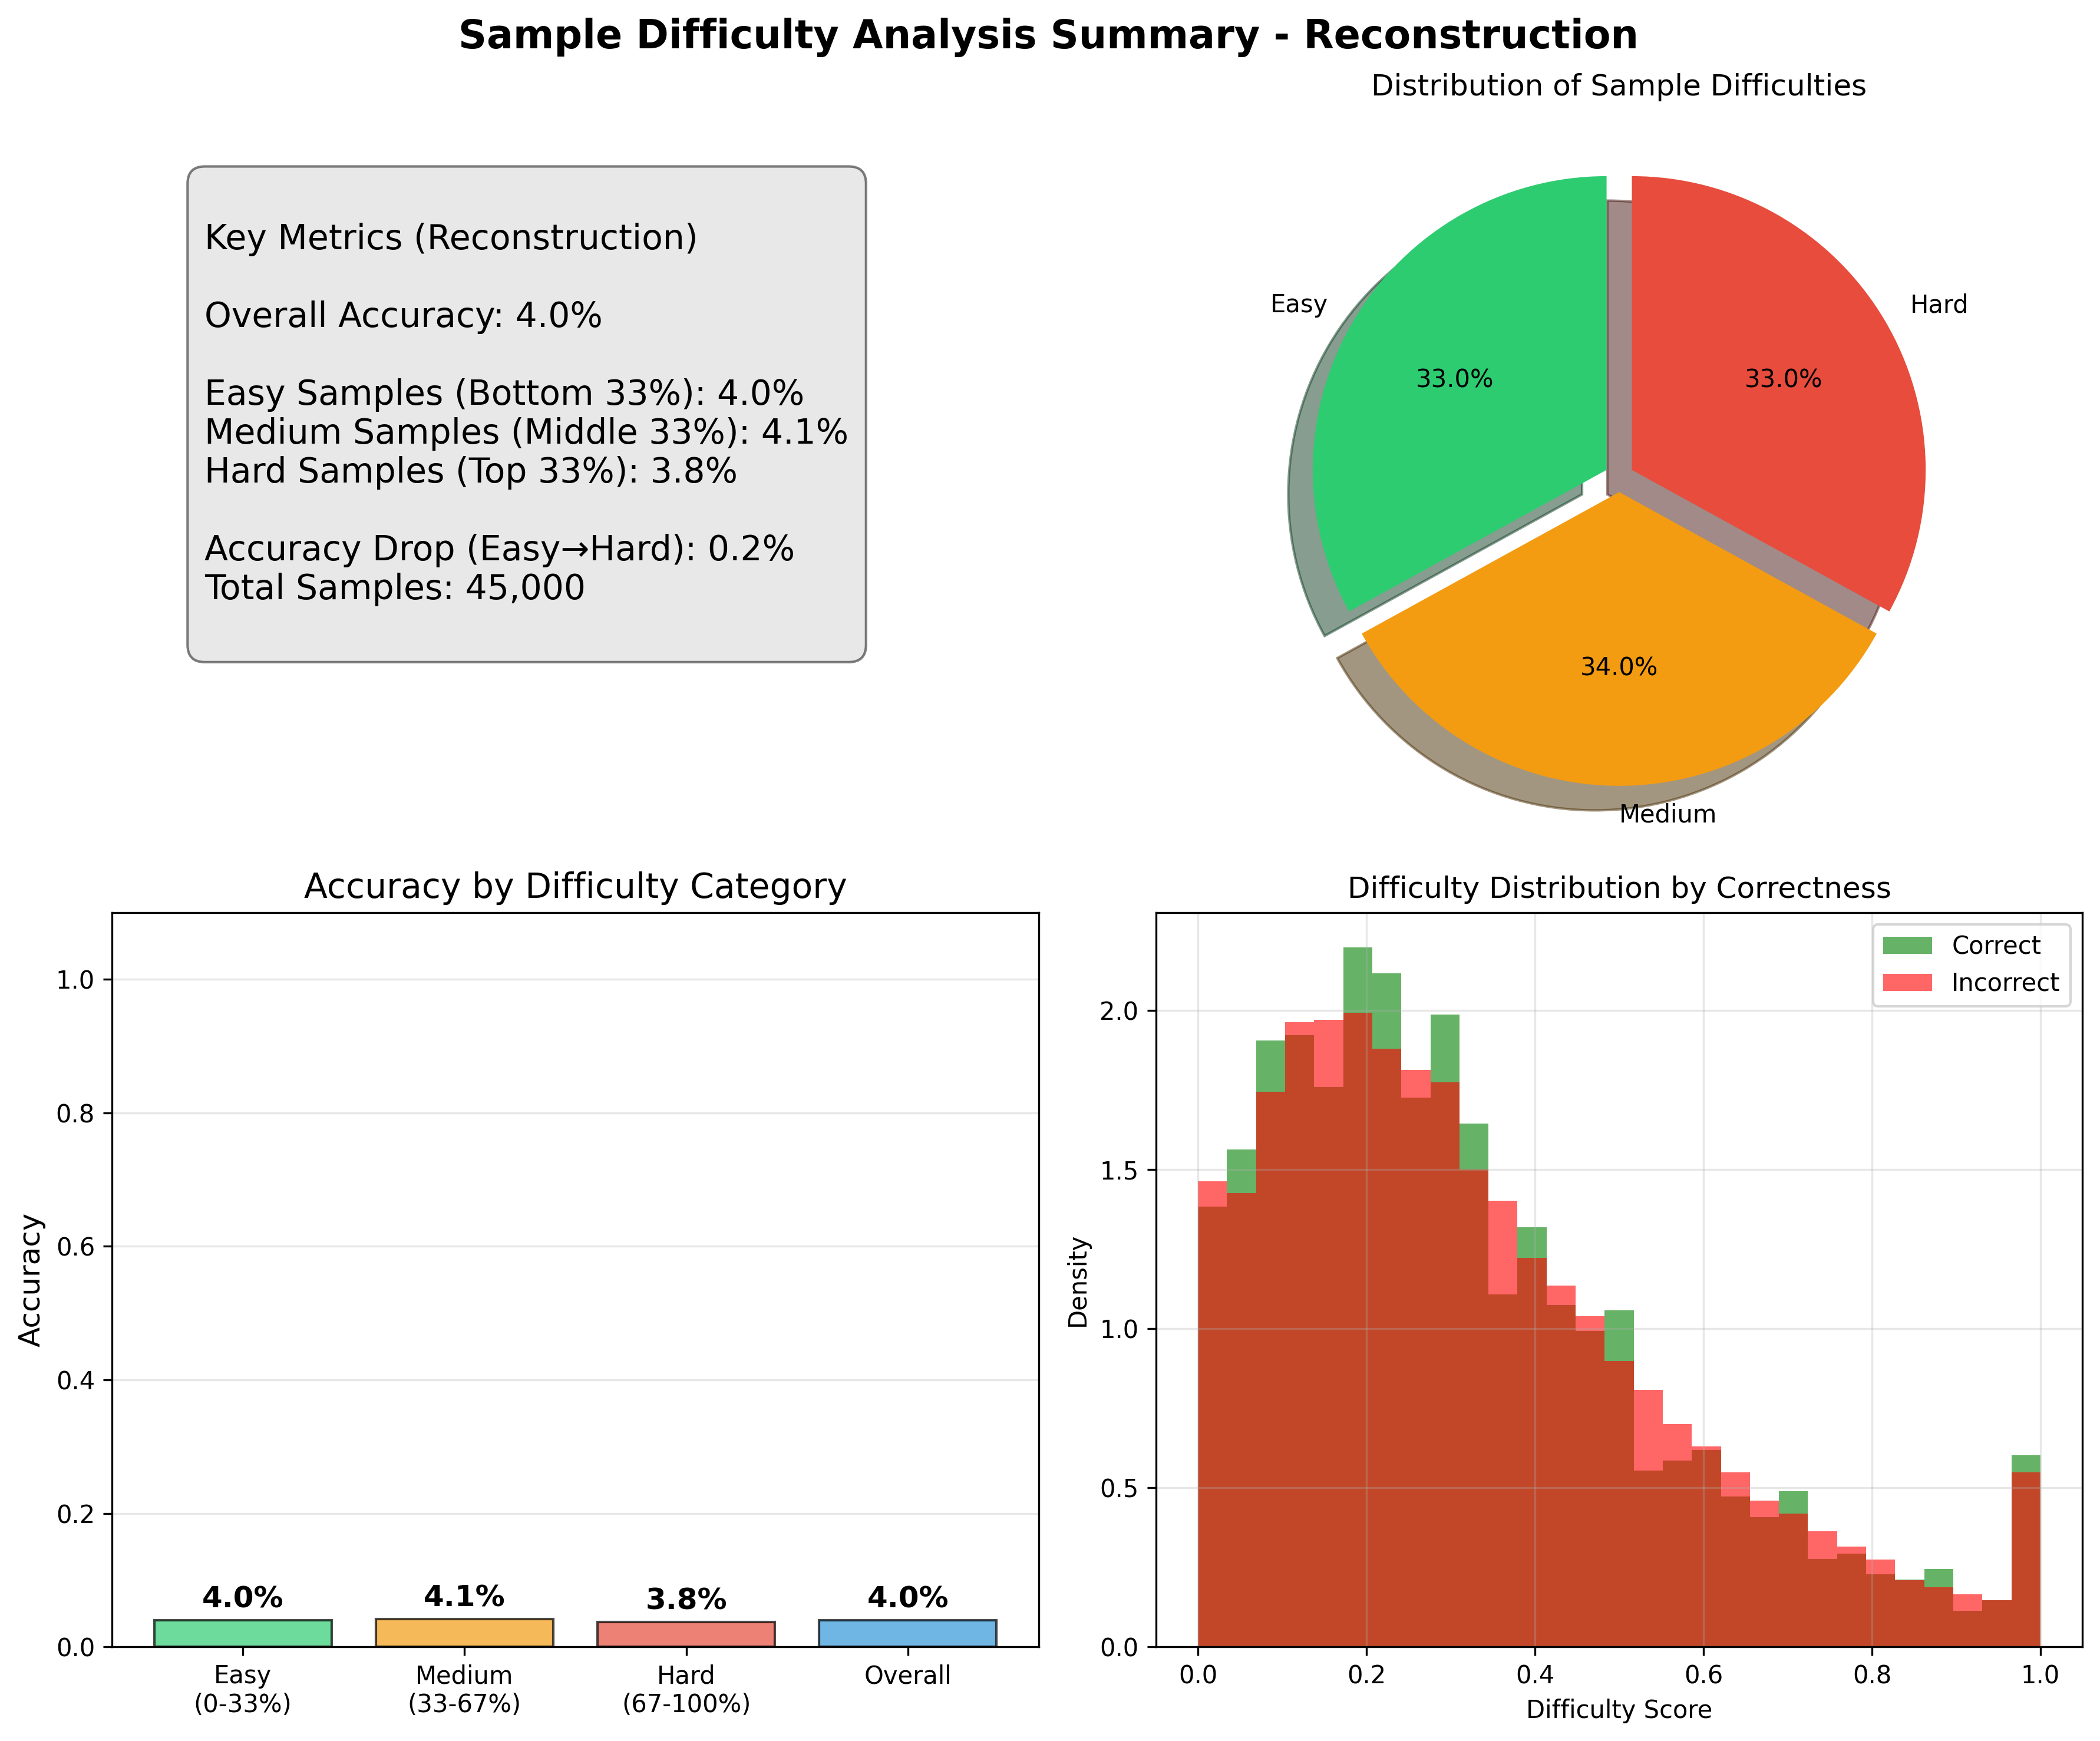 Sample Difficulty Analysis Summary - Reconstruction
Key Metrics (Reconstruction)
Overall Accuracy: 4.0%
Easy Samples (Bottom 33%): 4.0%
Medium Samples (Middle 33%): 4.1%
Hard Samples (Top 33%): 3.8%
Accuracy Drop (Easy→Hard): 0.2%
Total Samples: 45,000
Distribution of Sample Difficulties
Easy
Hard
33.0%
33.0%
34.0%
Medium
Accuracy by Difficulty Category
Accuracy
1.0
0.8
0.6
0.4
0.2
0.0
4.0%
4.1%
3.8%
4.0%
Easy
(0-33%)
Medium
(33-67%)
Hard
(67-100%)
Overall
Difficulty Distribution by Correctness
Correct
Incorrect
Density
2.0
1.5
1.0
0.5
0.0
0.0 0.2 0.4 0.6 0.8 1.0
Difficulty Score